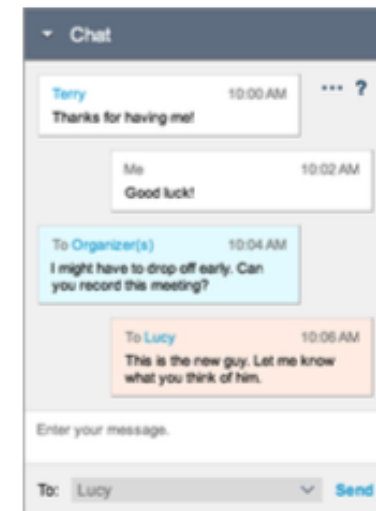 Chat
Terry 10:00 AM
... ?
Thanks for having me!
Me 10:02 AM
Good luck!
To Organizer(s) 10:04 AM
I might have to drop off early. Can
you record this meeting?
To Lucy 10:06 AM
This is the new guy. Let me know
what you think of him.
Enter your message.
To: Lucy Send